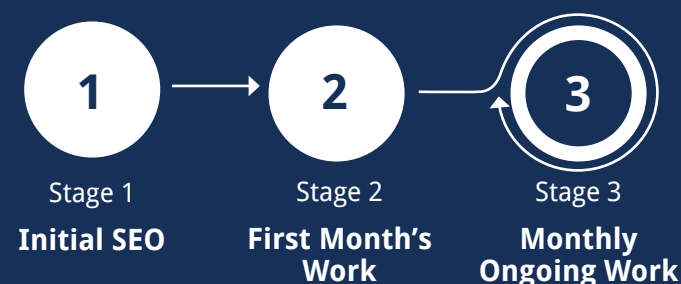 1
2
3
Stage 1
Stage 2
Stage 3
Initial SEO
First Month’s
Work
Monthly
Ongoing Work